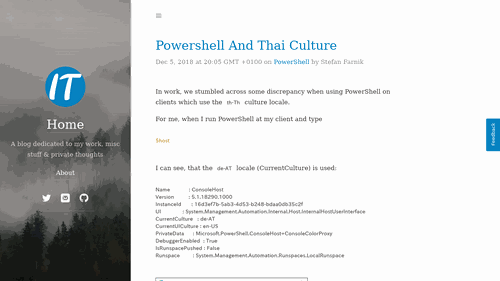 IT
Home
A blog dedicated to my work, misc
stuff & private thoughts
About
Powershell And Thai Culture
Dec 5, 2018 at 20:05 GMT +0100 on PowerShell by Stefan Farnik
In work, we stumbled across some discrepancy when using PowerShell on
clients which use the th-Th culture locale.
For me, when I run PowerShell at my client and type
$host
I can see, that the de-AT locale (CurrentCulture) is used:
Name : ConsoleHost
Version : 5.1.18290.1000
InstanceId : 16d3ef7b-5ab3-4d53-b248-bdaa0db35c2f
UI : System.Management.Automation.Internal.Host.InternalHostUserInterface
CurrentCulture : de-AT
CurrentUICulture : en-US
PrivateData : Microsoft.PowerShell.ConsoleHost+ConsoleColorProxy
DebuggerEnabled : True
IsRunspacePushed : False
Runspace : System.Management.Automation.Runspaces.LocalRunspace
Feedback